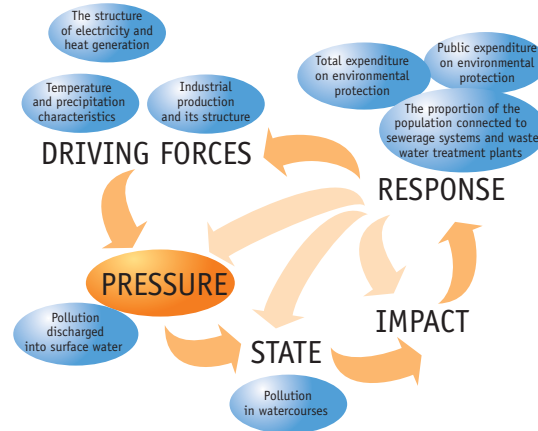 The structure
of electricity and
heat generation
Temperature
and precipitation
characteristics
Industrial
production
and its structure
DRIVING FORCES
Total expenditure
on environmental
protection
Public expenditure
on environmental
protection
The proportion of the
population connected to
sewerage systems and waste
water treatment plants
RESPONSE
PRESSURE
Pollution
discharged
into surface water
STATE
Pollution
in watercourses
IMPACT